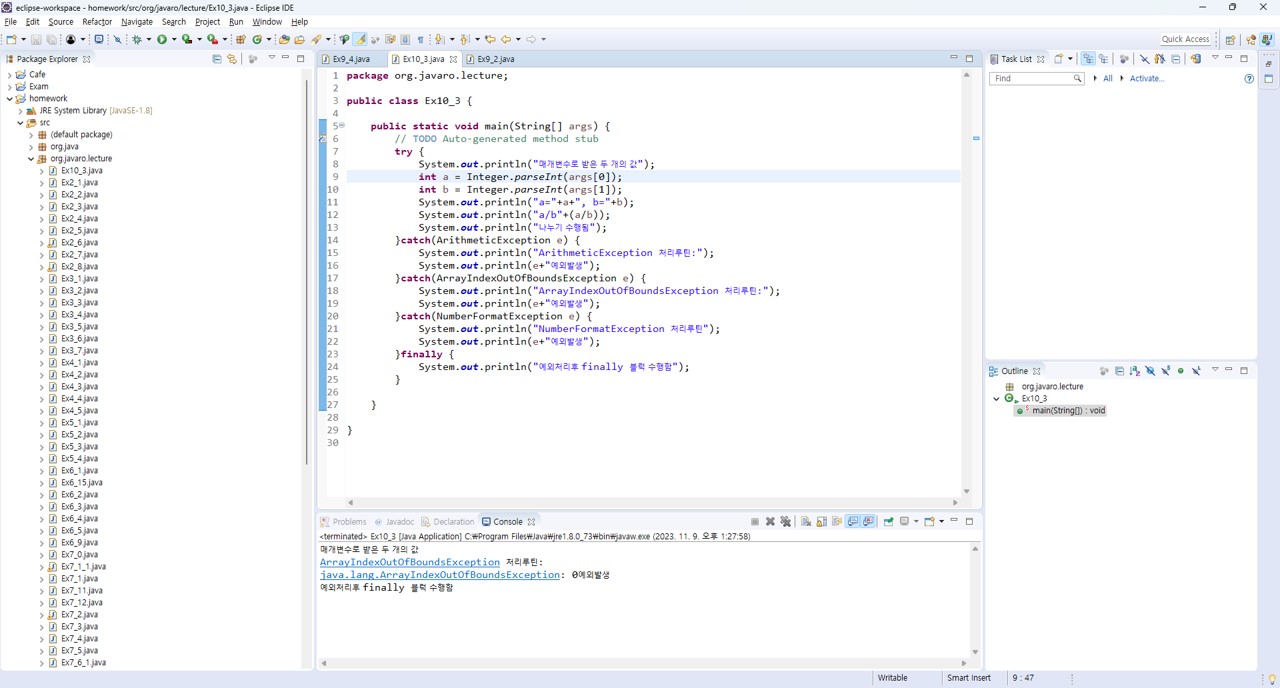 eclipse-workspace - homework/src/org/javaro/lecture/Ex10_3.java - Eclipse IDE
File Edit Source Refactor Navigate Search Project Run Window Help
Quick Access
Package Explorer
Cafe
Exam
homework
JRE System Library [JavaSE-1.8]
src
(default package)
org.java
org.javaro.lecture
Ex10_3.java
Ex2_1.java
Ex2_2.java
Ex2_3.java
Ex2_4.java
Ex2_5.java
Ex2_6.java
Ex2_7.java
Ex2_8.java
Ex3_1.java
Ex3_2.java
Ex3_3.java
Ex3_4.java
Ex3_5.java
Ex3_6.java
Ex3_7.java
Ex4_1.java
Ex4_2.java
Ex4_3.java
Ex4_4.java
Ex4_5.java
Ex5_1.java
Ex5_2.java
Ex5_3.java
Ex5_4.java
Ex6_1.java
Ex6_15.java
Ex6_2.java
Ex6_3.java
Ex6_4.java
Ex6_5.java
Ex6_9.java
Ex7_0.java
Ex7_1_1.java
Ex7_11.java
Ex7_12.java
Ex7_2.java
Ex7_3.java
Ex7_4.java
Ex7_5.java
Ex7_6_1.java
Ex9_4.java Ex10_3.java Ex9_2.java
1 package org.javaro.lecture;
2
3 public class Ex10_3 {
4
5 public static void main(String[] args) {
6 // TODO Auto-generated method stub
7 try {
8 System.out.println("매개변수로 받은 두 개의 값");
9 int a = Integer.parseInt(args[0]);
10 int b = Integer.parseInt(args[1]);
11 System.out.println("a="+a+", b="+b);
12 System.out.println("a/b"+(a/b));
13 System.out.println("나누기 수행됨");
14 }catch(ArithmeticException e) {
15 System.out.println("ArithmeticException 처리루틴:");
16 System.out.println(e+"예외발생");
17 }catch(ArrayIndexOutOfBoundsException e) {
18 System.out.println("ArrayIndexOutOfBoundsException 처리루틴:");
19 System.out.println(e+"예외발생");
20 }catch(NumberFormatException e) {
21 System.out.println("NumberFormatException 처리루틴");
22 System.out.println(e+"예외발생");
23 }finally {
24 System.out.println("예외처리후 finally 블럭 수행함");
25 }
26
27 }
28
29 }
30
Problems Javadoc Declaration Console
<terminated> Ex10_3 [Java Application] C:₩Program Files₩Java₩jre1.8.0_73₩bin₩javaw.exe (2023. 11. 9. 오후 1:27:58)
매개변수로 받은 두 개의 값
ArrayIndexOutOfBoundsException 처리루틴:
java.lang.ArrayIndexOutOfBoundsException: 0예외발생
예외처리후 finally 블럭 수행함
Task List
Find All Activate...
Outline
org.javaro.lecture
Ex10_3
main(String[]) : void
Writable Smart Insert 9 : 47